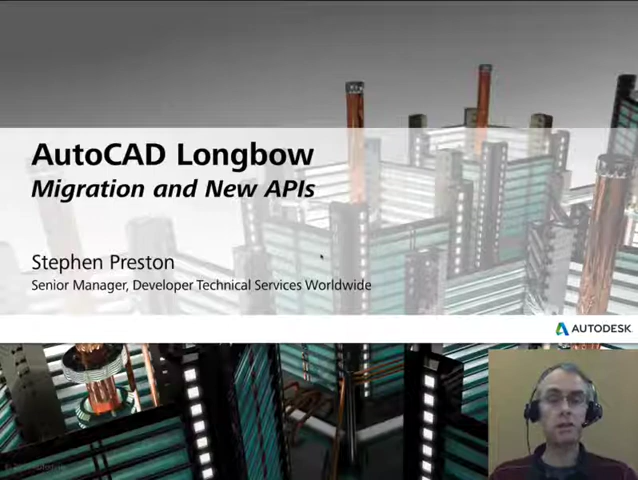 AutoCAD Longbow
Migration and New APIs
Stephen Preston
Senior Manager, Developer Technical Services Worldwide
AUTODESK